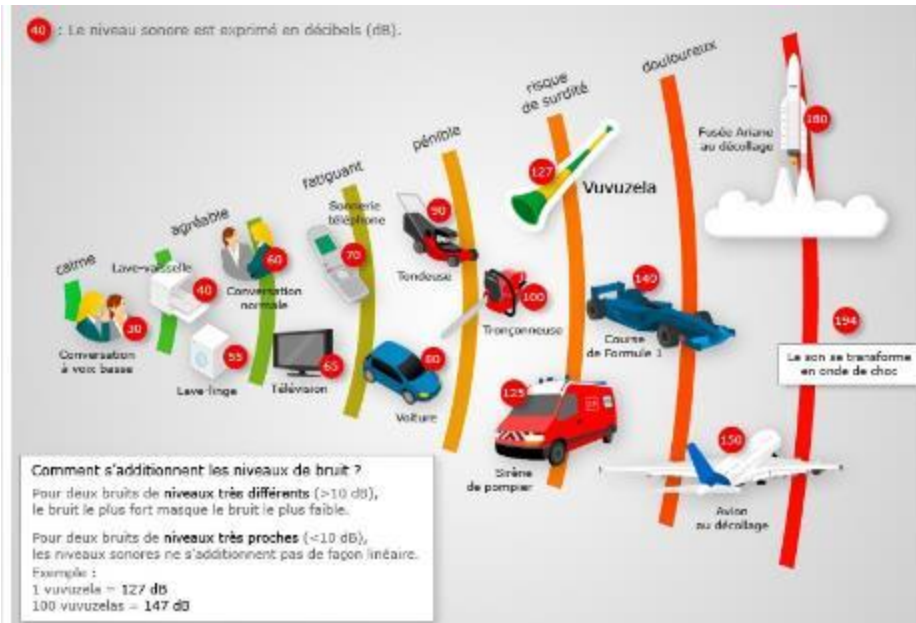 40 : Le niveau sonore est exprimé en décibels (dB).
calme
agréable
fatiguant
pénible
risque
de surdité
douloureux
30
Conversation
à voix basse
Lave-vaisselle
40
55
Lave-linge
60
Conversation
normale
65
Télévision
Sonnerie
téléphone
70
80
Voiture
90
Tondeuse
100
Tronçonneuse
125
Sirène
de pompier
127
Vuvuzela
140
Course
de Formule 1
150
Avion
au décollage
Fusée Ariane
au décollage
180
194
Le son se transforme
en onde de choc
Comment s'additionnent les niveaux de bruit ?
Pour deux bruits de niveaux très différents (>10 dB),
le bruit le plus fort masque le bruit le plus faible.
Pour deux bruits de niveaux très proches (<10 dB),
les niveaux sonores ne s'additionnent pas de façon linéaire.
Exemple :
1 vuvuzela = 127 dB
100 vuvuzelas = 147 dB